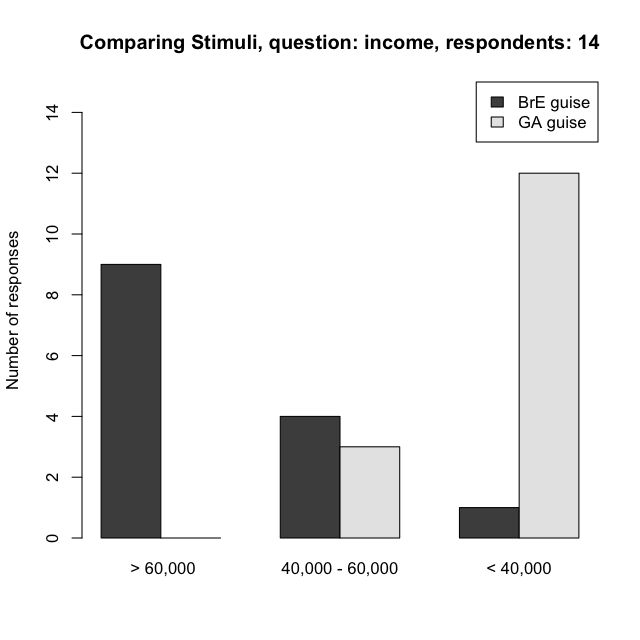 Comparing Stimuli, question: income, respondents: 14
BrE guise
GA guise
Number of responses
14
12
10
8
6
4
2
0
> 60,000
40,000 - 60,000
< 40,000